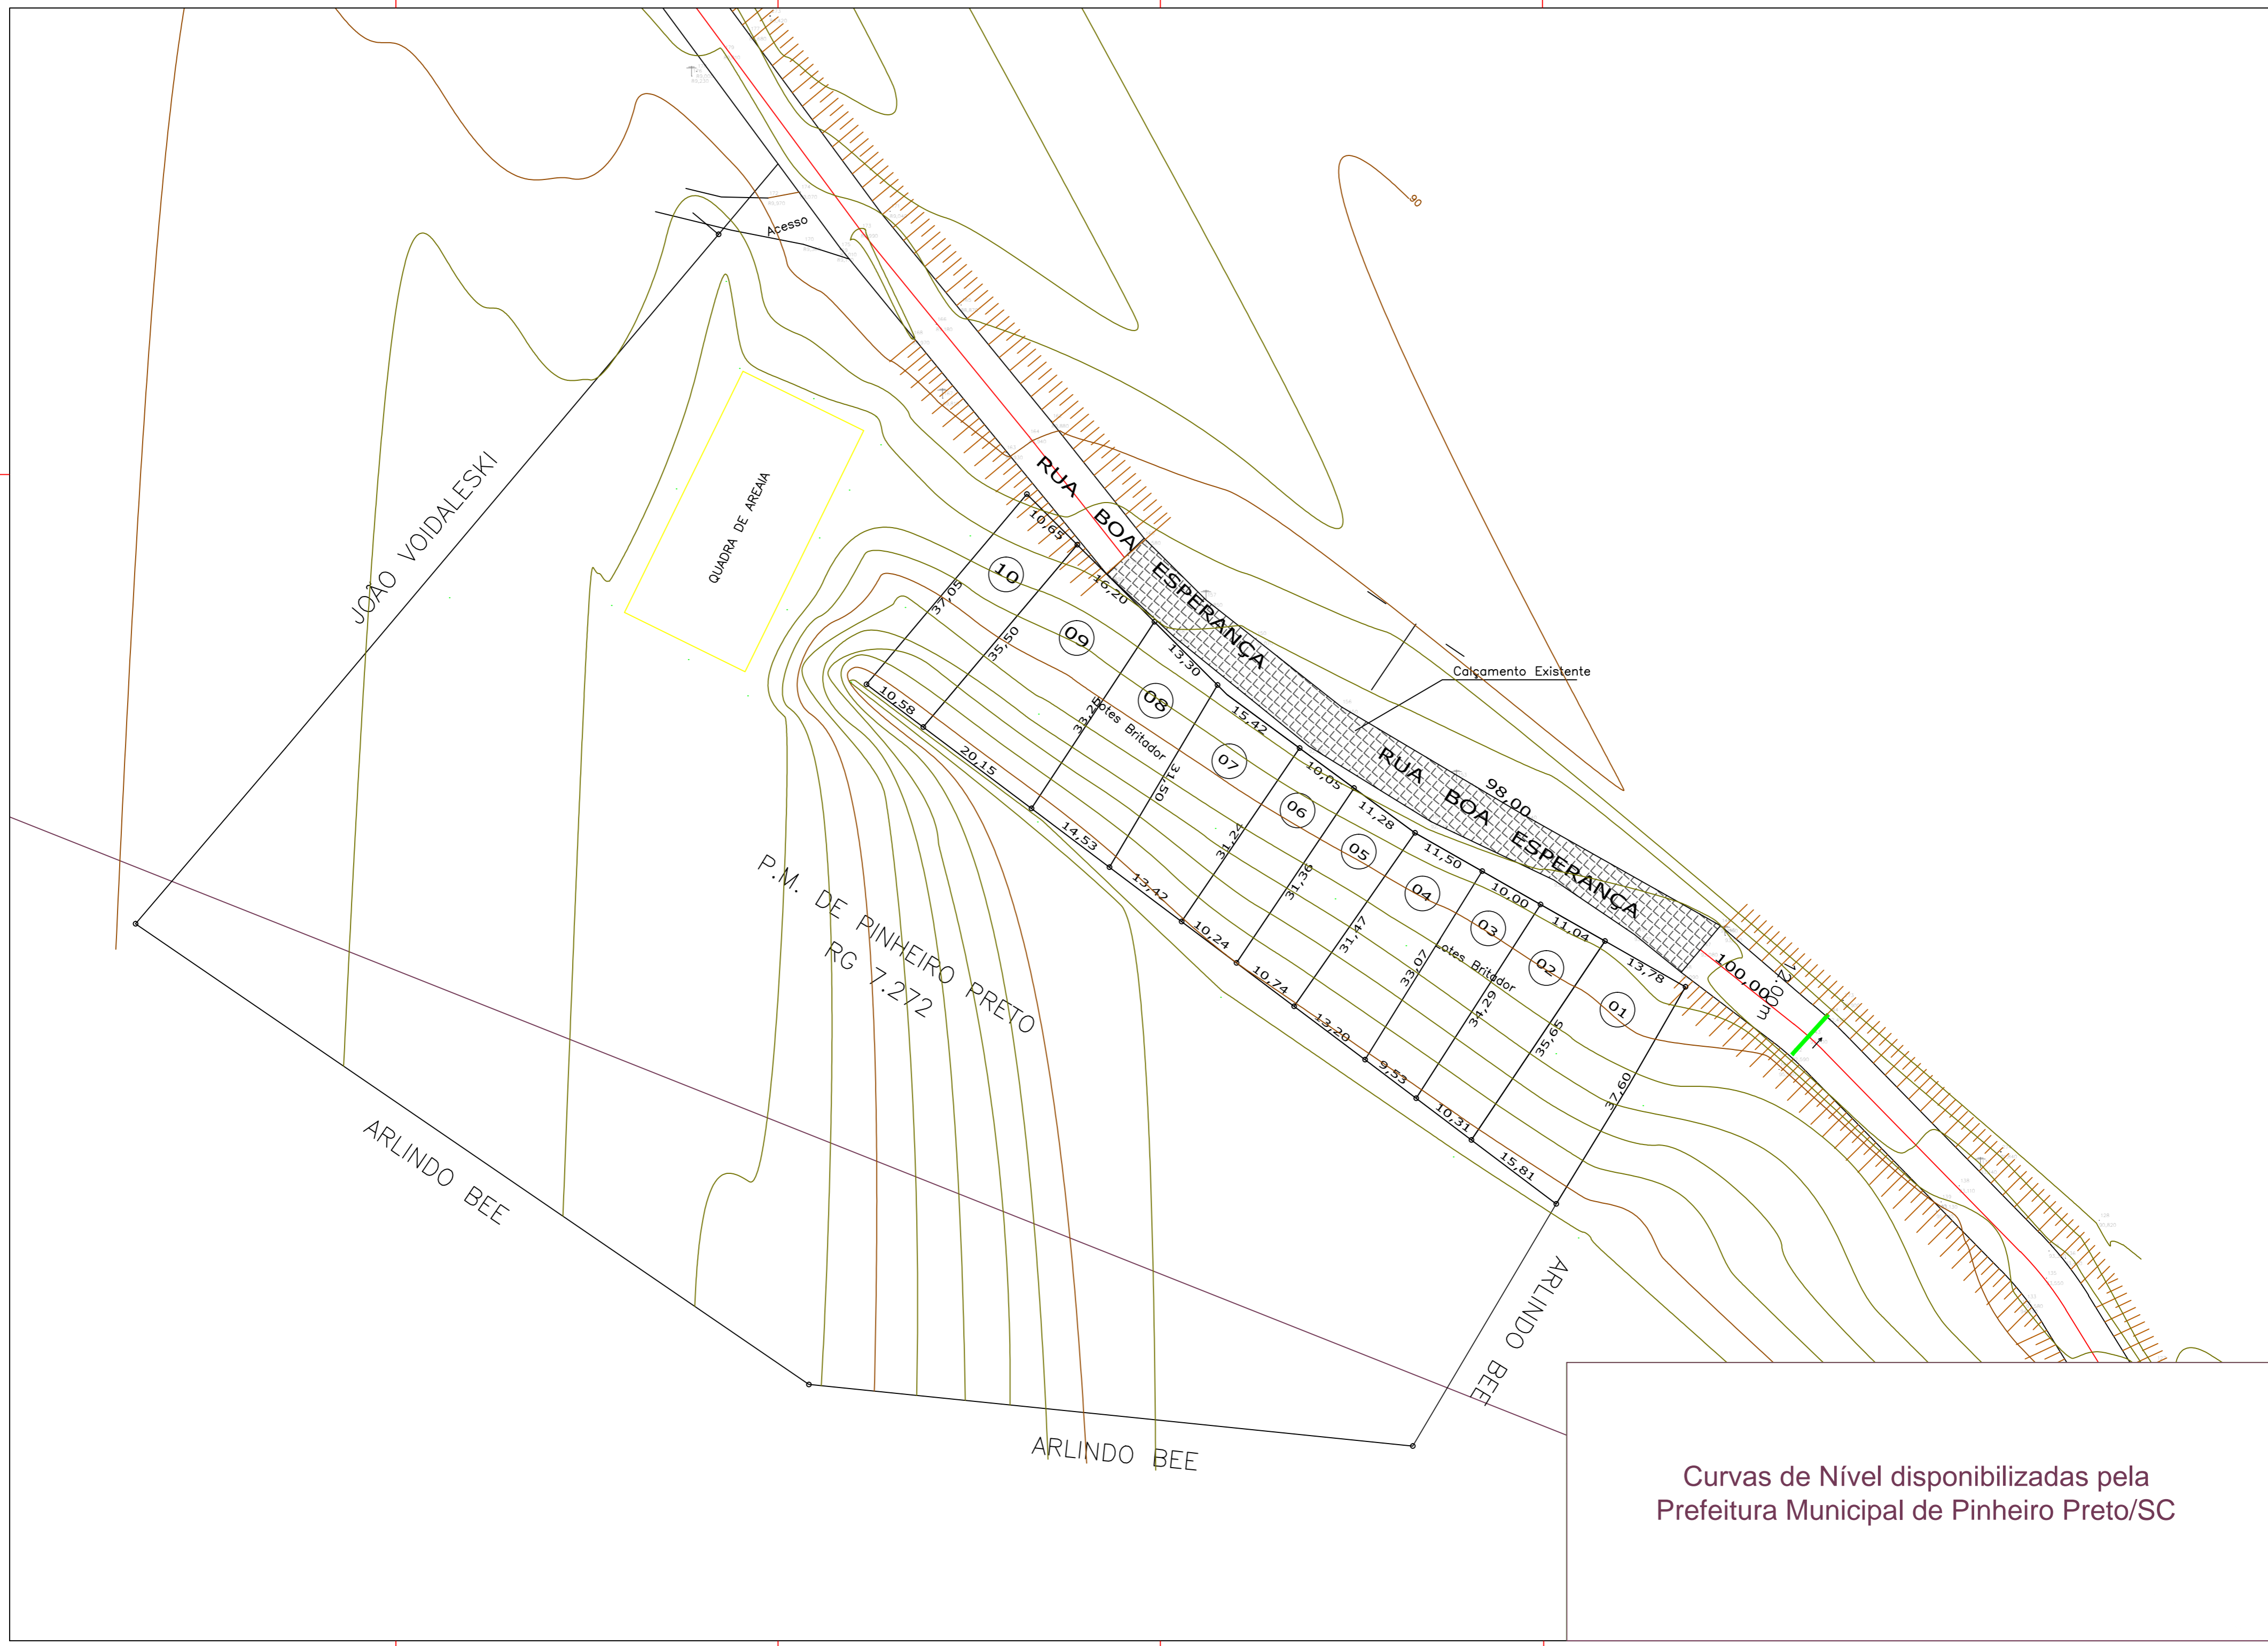 90
Acesso
JOÃO VOIDALESKI
QUADRA DE AREAIA
RUA BOA ESPERANÇA
10,65
16,20
13,30
15,42
10,05
11,28
11,50
10,00
11,04
13,78
10
09
08
07
06
05
04
03
02
01
37,05
35,50
33,25
31,50
31,24
31,36
31,47
33,07
34,29
35,65
37,60
Lotes Britador
Lotes Britador
10,58
20,15
14,53
13,42
10,24
10,74
13,20
9,53
10,31
15,81
Calçamento Existente
RUA BOA ESPERANÇA
98,00
100,00
12.00m
P.M. DE PINHEIRO PRETO
RG 7.272
ARLINDO BEE
ARLINDO BEE
ARLINDO BEE
Curvas de Nível disponibilizadas pela
Prefeitura Municipal de Pinheiro Preto/SC